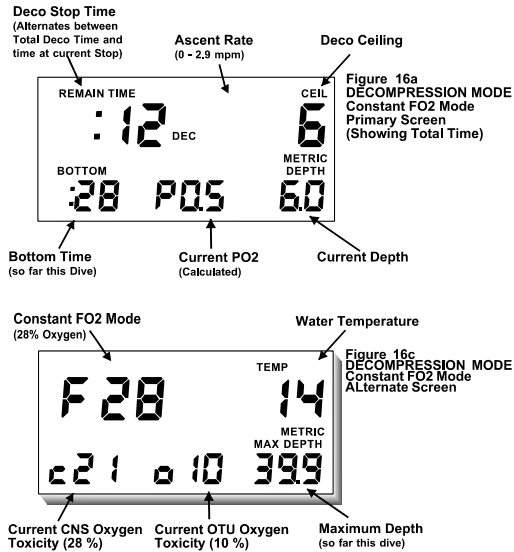 Deco Stop Time
(Alternates between
Total Deco Time and
time at current Stop)
Ascent Rate
(0 - 2.9 mpm)
Deco Ceiling
Figure 16a
DECOMPRESSION MODE
Constant FO2 Mode
Primary Screen
(Showing Total Time)
REMAIN TIME
CEIL
:12 DEC
6
BOTTOM
METRIC
DEPTH
:28 PO.5 6.0
Bottom Time
(so far this Dive)
Current PO2
(Calculated)
Current Depth
Constant FO2 Mode
(28% Oxygen)
Water Temperature
Figure 16c
DECOMPRESSION MODE
Constant FO2 Mode
ALternate Screen
TEMP
F 28 14
METRIC
MAX DEPTH
c21 o 10 39.9
Current CNS Oxygen
Toxicity (28 %)
Current OTU Oxygen
Toxicity (10 %)
Maximum Depth
(so far this dive)